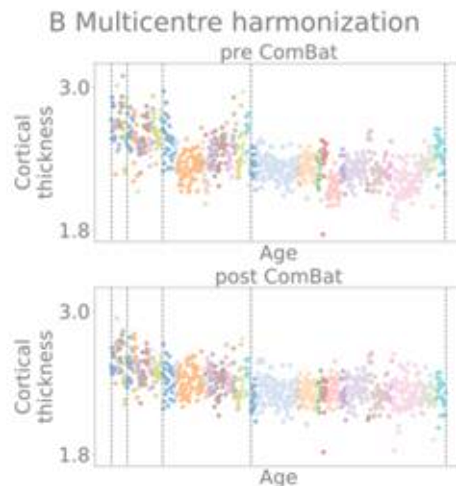 B Multicentre harmonization
pre ComBat
3.0
Cortical
thickness
1.8
Age
post ComBat
3.0
Cortical
thickness
1.8
Age